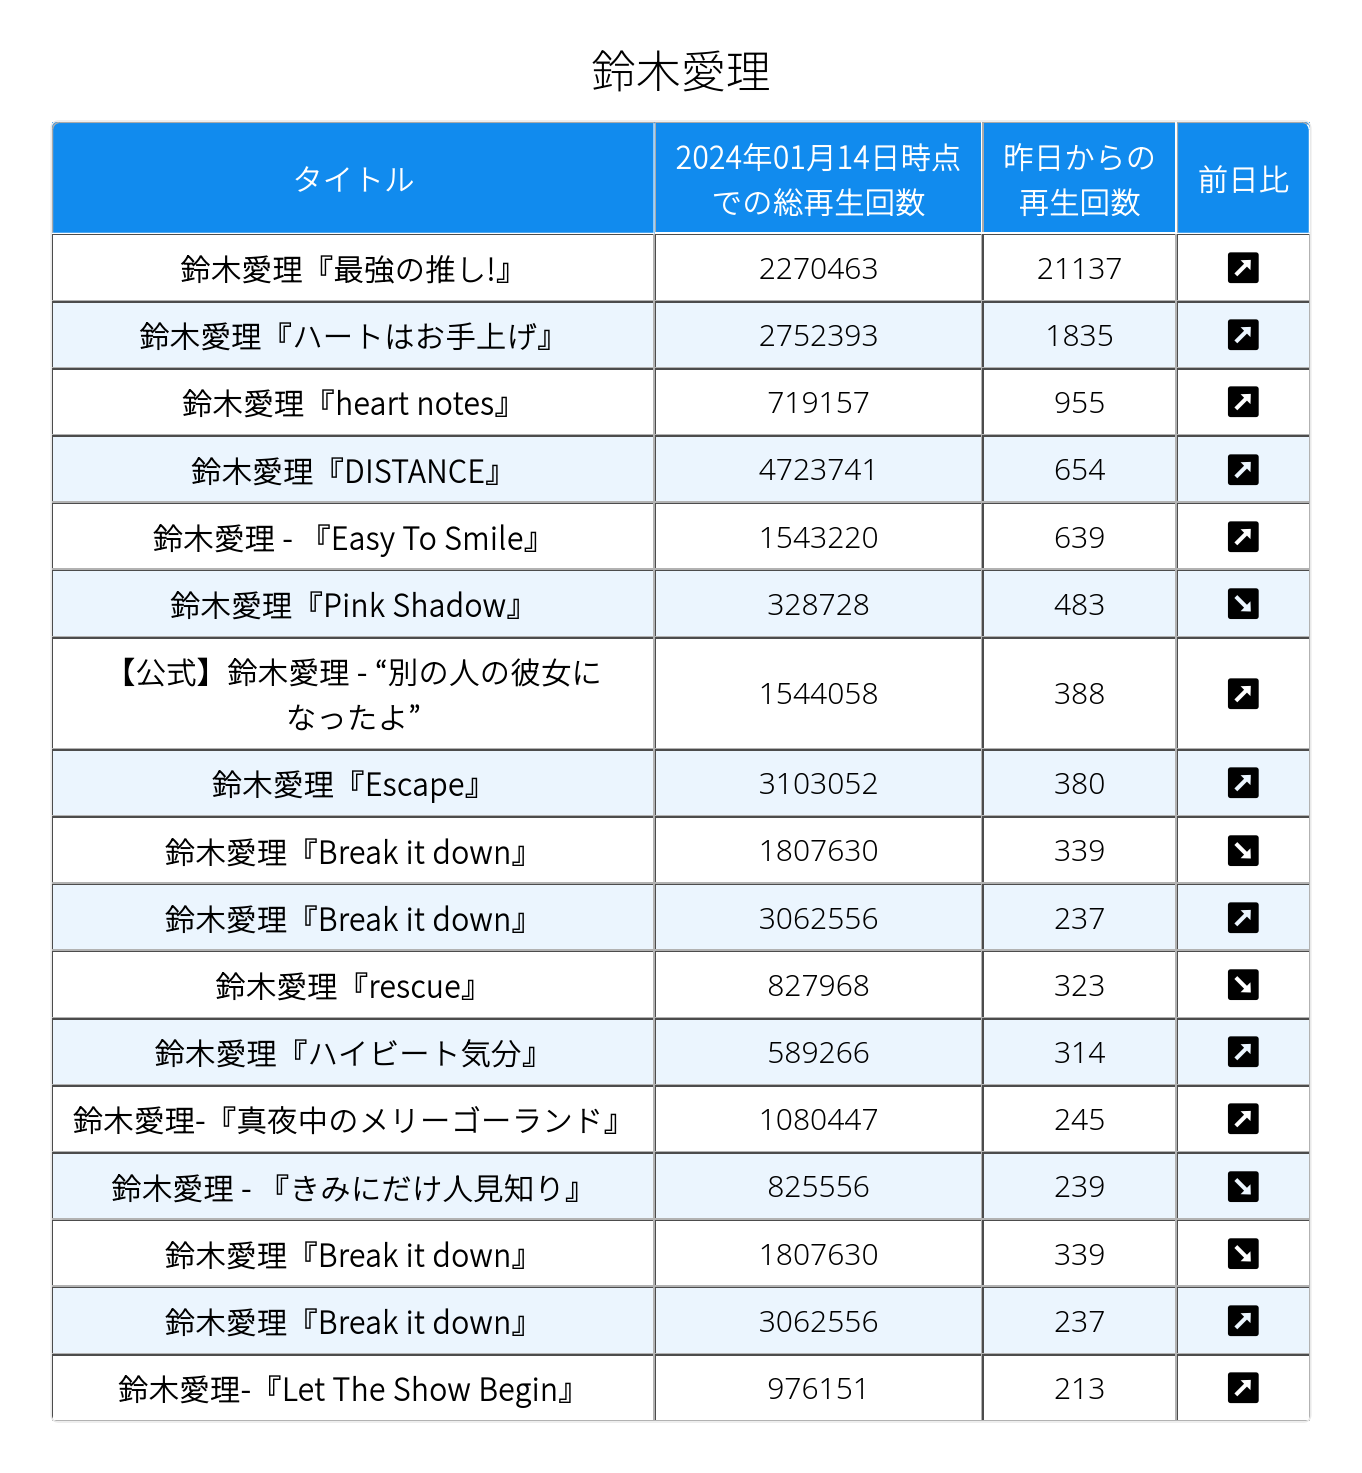 鈴木愛理
タイトル
2024年01月14日時点
での総再生回数
昨日からの
再生回数
前日比
鈴木愛理『最強の推し!』 2270463 21137 ↗
鈴木愛理『ハートはお手上げ』 2752393 1835 ↗
鈴木愛理『heart notes』 719157 955 ↗
鈴木愛理『DISTANCE』 4723741 654 ↗
鈴木愛理 - 『Easy To Smile』 1543220 639 ↗
鈴木愛理『Pink Shadow』 328728 483 ↘
【公式】鈴木愛理 - “別の人の彼女に
なったよ” 1544058 388 ↗
鈴木愛理『Escape』 3103052 380 ↗
鈴木愛理『Break it down』 1807630 339 ↘
鈴木愛理『Break it down』 3062556 237 ↗
鈴木愛理『rescue』 827968 323 ↘
鈴木愛理『ハイビート気分』 589266 314 ↗
鈴木愛理-『真夜中のメリーゴーランド』 1080447 245 ↗
鈴木愛理 - 『きみにだけ人見知り』 825556 239 ↘
鈴木愛理『Break it down』 1807630 339 ↘
鈴木愛理『Break it down』 3062556 237 ↗
鈴木愛理-『Let The Show Begin』 976151 213 ↗